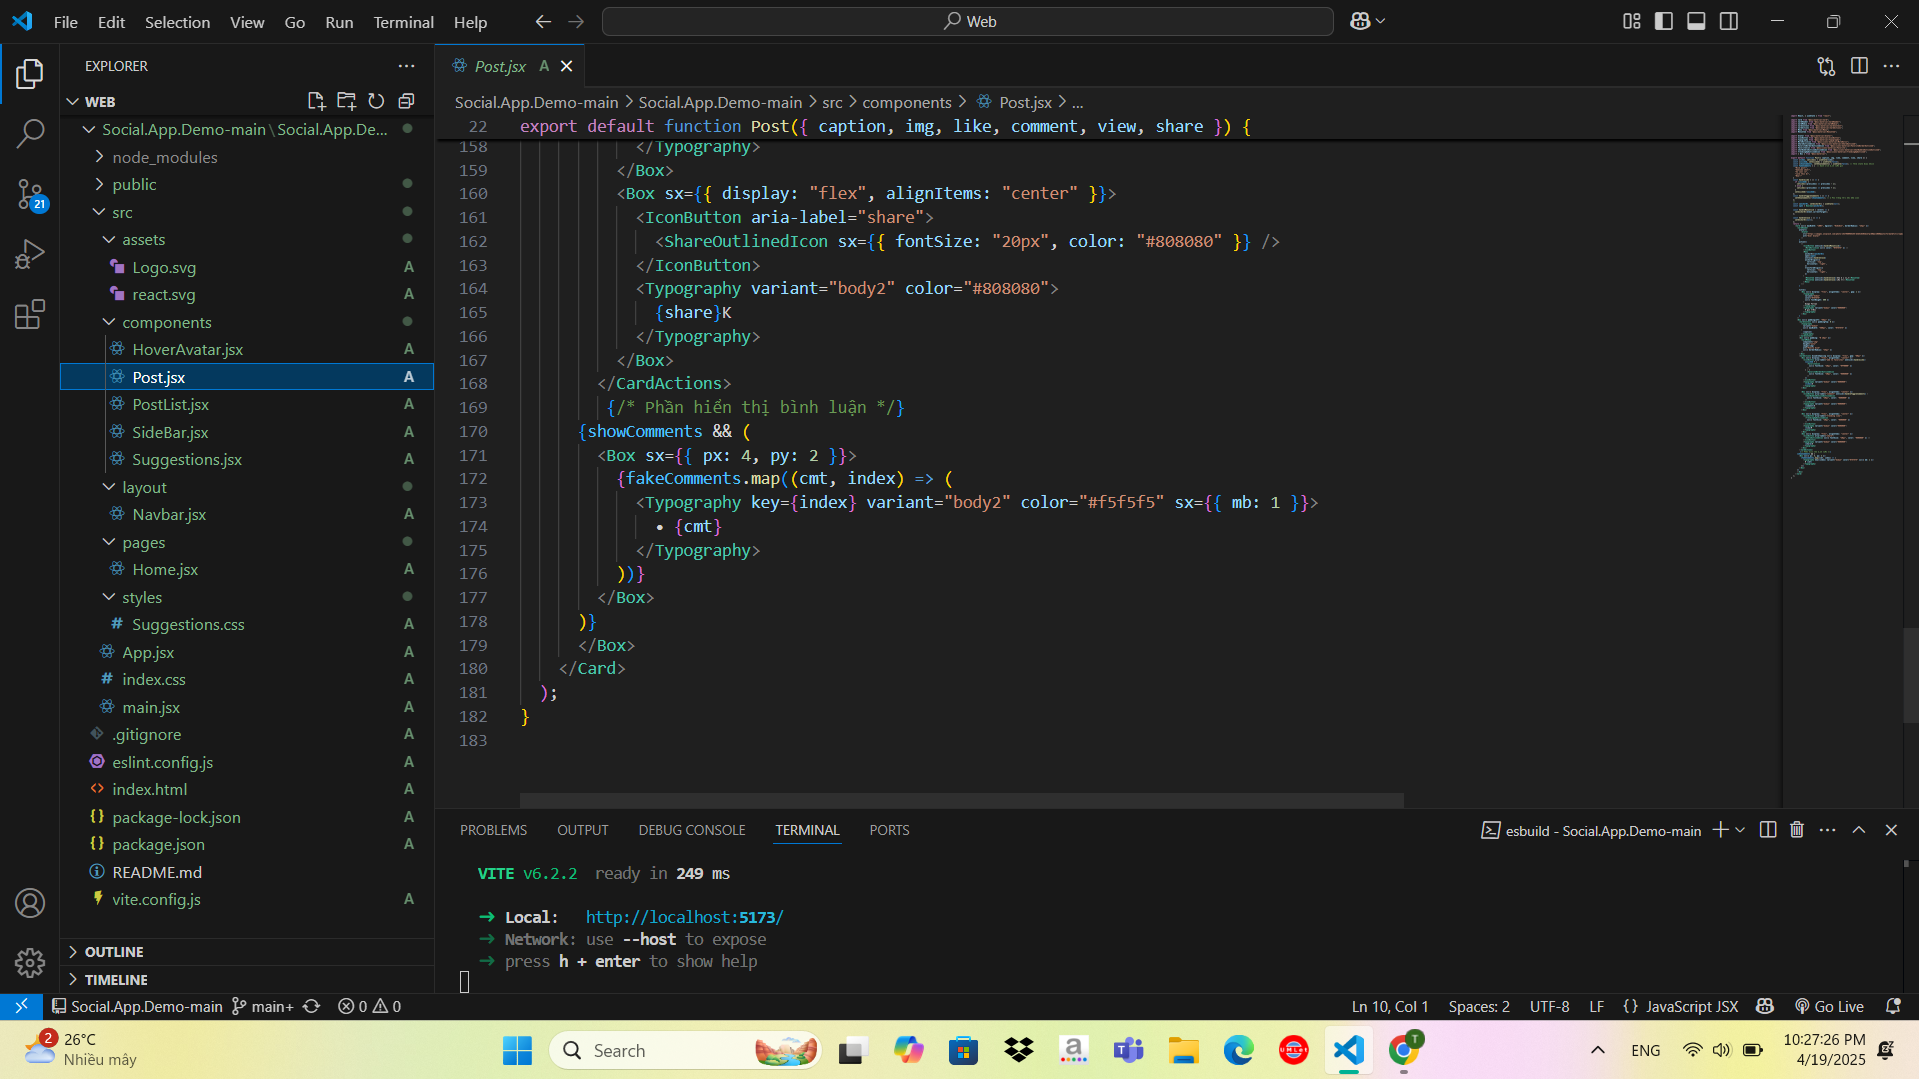 File Edit Selection View Go Run Terminal Help
Web
EXPLORER
WEB
Social.App.Demo-main\Social.App.De...
node_modules
public
src
assets
Logo.svg A
react.svg A
components
HoverAvatar.jsx A
Post.jsx A
PostList.jsx A
SideBar.jsx A
Suggestions.jsx A
layout
Navbar.jsx A
pages
Home.jsx A
styles
# Suggestions.css A
App.jsx A
# index.css A
main.jsx A
.gitignore A
eslint.config.js A
<> index.html A
{} package-lock.json A
{} package.json A
README.md
vite.config.js A
OUTLINE
TIMELINE
21
Post.jsx A
Social.App.Demo-main > Social.App.Demo-main > src > components > Post.jsx > ...
22 export default function Post({ caption, img, like, comment, view, share }) {
158 </Typography>
159 </Box>
160 <Box sx={{ display: "flex", alignItems: "center" }}>
161 <IconButton aria-label="share">
162 <ShareOutlinedIcon sx={{ fontSize: "20px", color: "#808080" }} />
163 </IconButton>
164 <Typography variant="body2" color="#808080">
165 {share}K
166 </Typography>
167 </Box>
168 </CardActions>
169 {/* Phần hiển thị bình luận */}
170 {showComments && (
171 <Box sx={{ px: 4, py: 2 }}>
172 {fakeComments.map((cmt, index) => (
173 <Typography key={index} variant="body2" color="#f5f5f5" sx={{ mb: 1 }}>
174 • {cmt}
175 </Typography>
176 ))}
177 </Box>
178 )}
179 </Box>
180 </Card>
181 );
182 }
183
PROBLEMS OUTPUT DEBUG CONSOLE TERMINAL PORTS
esbuild - Social.App.Demo-main
VITE v6.2.2 ready in 249 ms
➜ Local: http://localhost:5173/
➜ Network: use --host to expose
➜ press h + enter to show help
Social.App.Demo-main main+ 0 0
Ln 10, Col 1 Spaces: 2 UTF-8 LF {} JavaScript JSX Go Live
2
26°C
Nhiều mây
Search
a
T
ENG
10:27:26 PM
4/19/2025